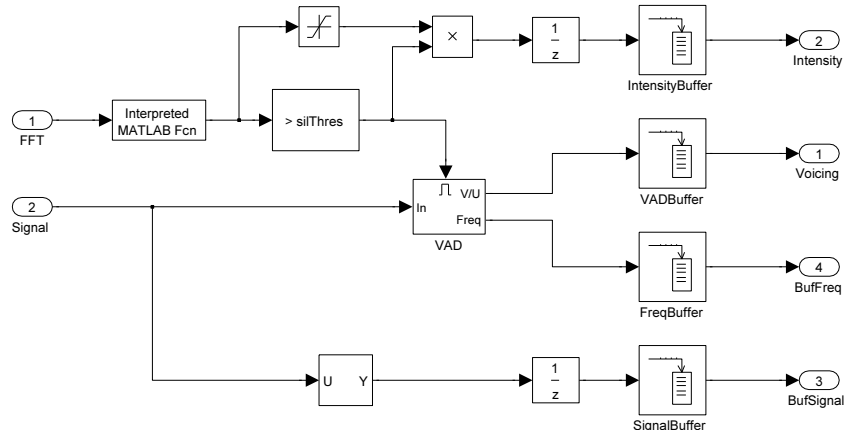 ×
1
z
IntensityBuffer
2
Intensity
1
FFT
Interpreted
MATLAB Fcn
> silThres
VADBuffer
1
Voicing
2
Signal
In
V/U
Freq
VAD
FreqBuffer
4
BufFreq
U
Y
1
z
SignalBuffer
3
BufSignal